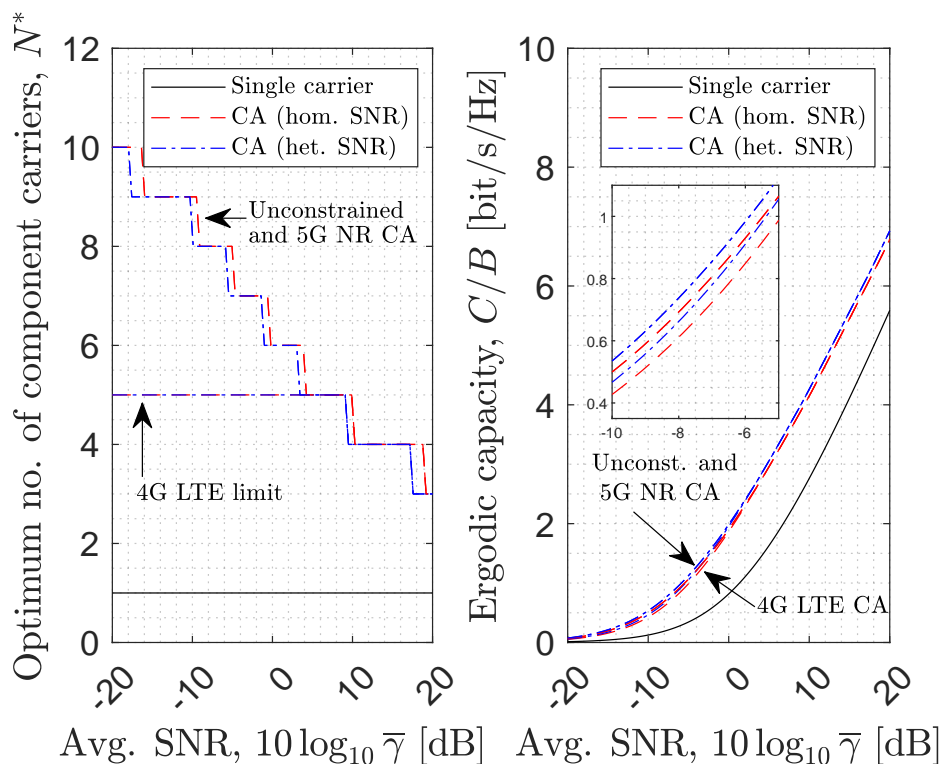 Optimum no. of component carriers, N*
12
10
8
6
4
2
0
Single carrier
CA (hom. SNR)
CA (het. SNR)
Unconstrained
and 5G NR CA
4G LTE limit
-20
-10
0
10
20
Avg. SNR, 10 log₁₀ γ̅ [dB]
Ergodic capacity, C/B [bit/s/Hz]
10
8
6
4
2
0
Single carrier
CA (hom. SNR)
CA (het. SNR)
1
0.8
0.6
0.4
-10
-8
-6
Unconst. and
5G NR CA
4G LTE CA
-20
-10
0
10
20
Avg. SNR, 10 log₁₀ γ̅ [dB]